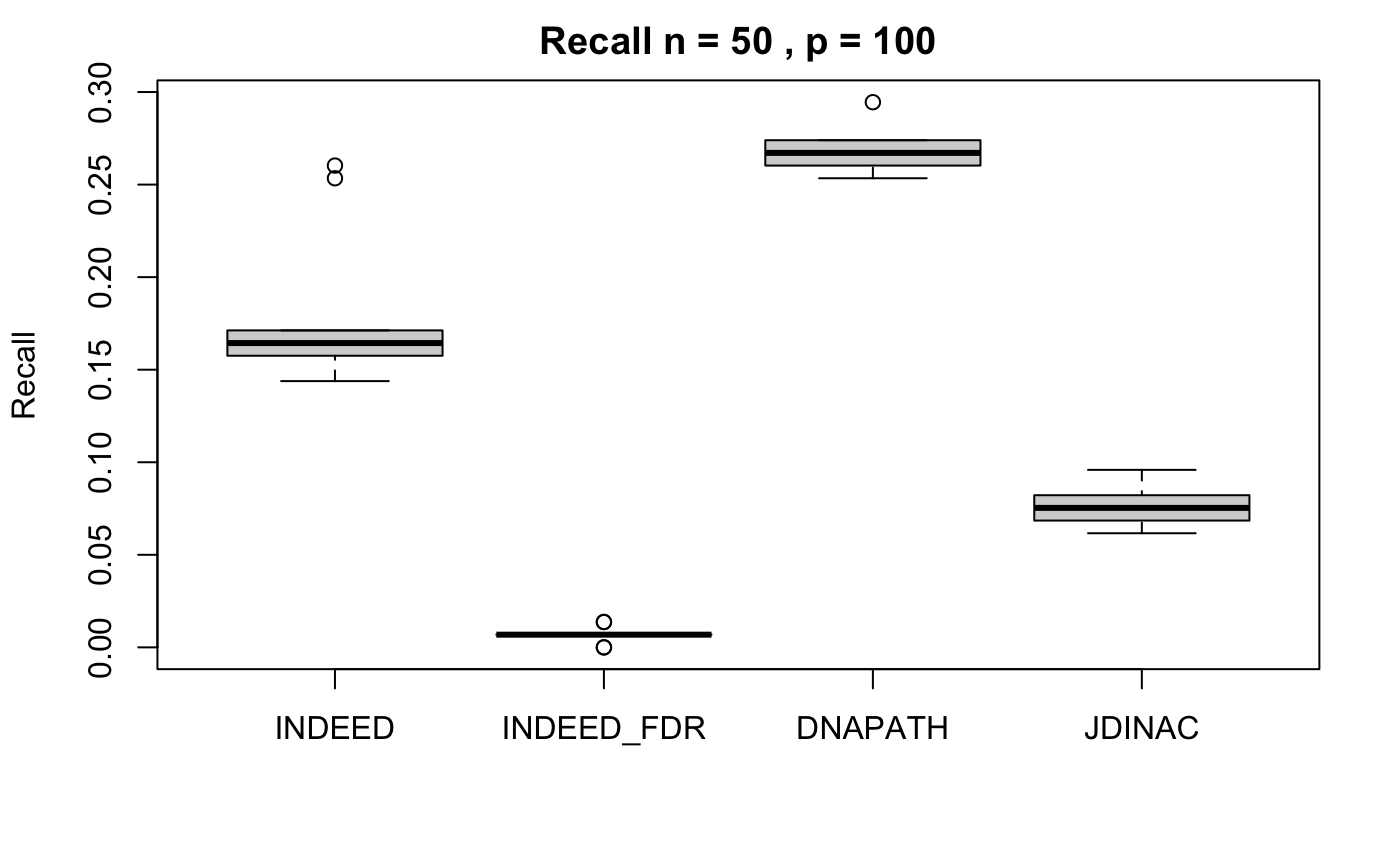 Recall n = 50 , p = 100
Recall
0.30
0.25
0.20
0.15
0.10
0.05
0.00
INDEED INDEED_FDR DNAPATH JDINAC